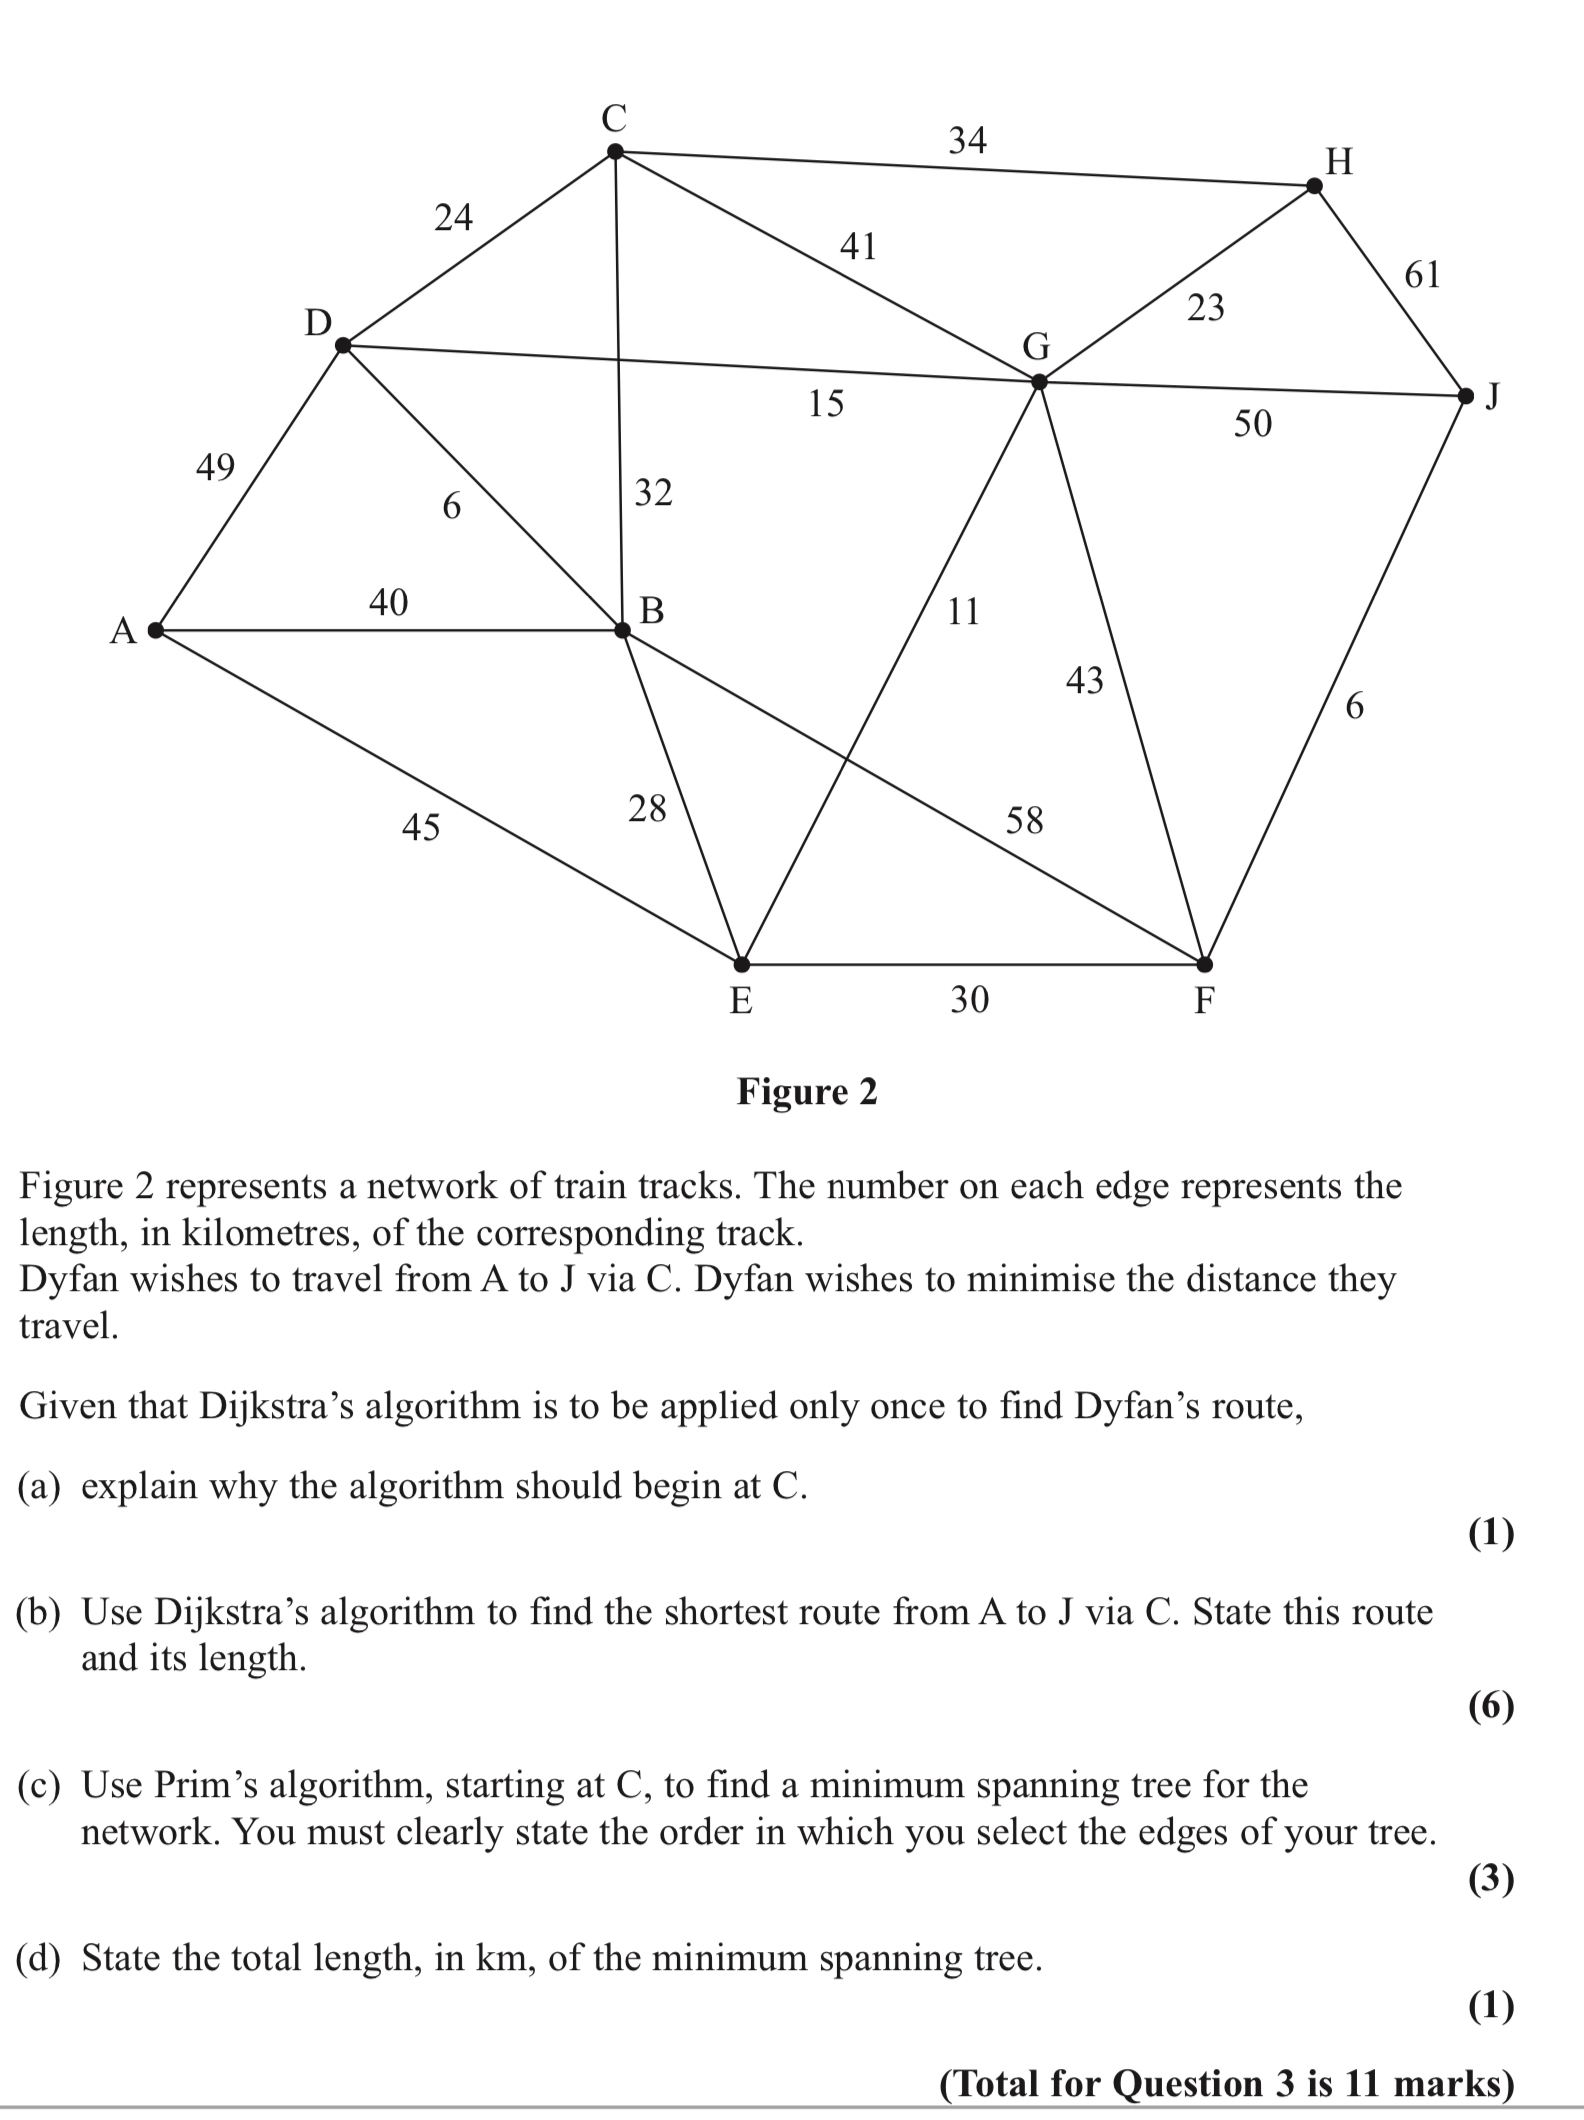 C
34
H
24
41
61
D
23
G
15
50
J
49
6
32
40
B
A
11
43
6
28
58
45
E
30
F
Figure 2
Figure 2 represents a network of train tracks. The number on each edge represents the
length, in kilometres, of the corresponding track.
Dyfan wishes to travel from A to J via C. Dyfan wishes to minimise the distance they
travel.
Given that Dijkstra’s algorithm is to be applied only once to find Dyfan’s route,
(a) explain why the algorithm should begin at C.
(1)
(b) Use Dijkstra’s algorithm to find the shortest route from A to J via C. State this route
and its length.
(6)
(c) Use Prim’s algorithm, starting at C, to find a minimum spanning tree for the
network. You must clearly state the order in which you select the edges of your tree.
(3)
(d) State the total length, in km, of the minimum spanning tree.
(1)
(Total for Question 3 is 11 marks)